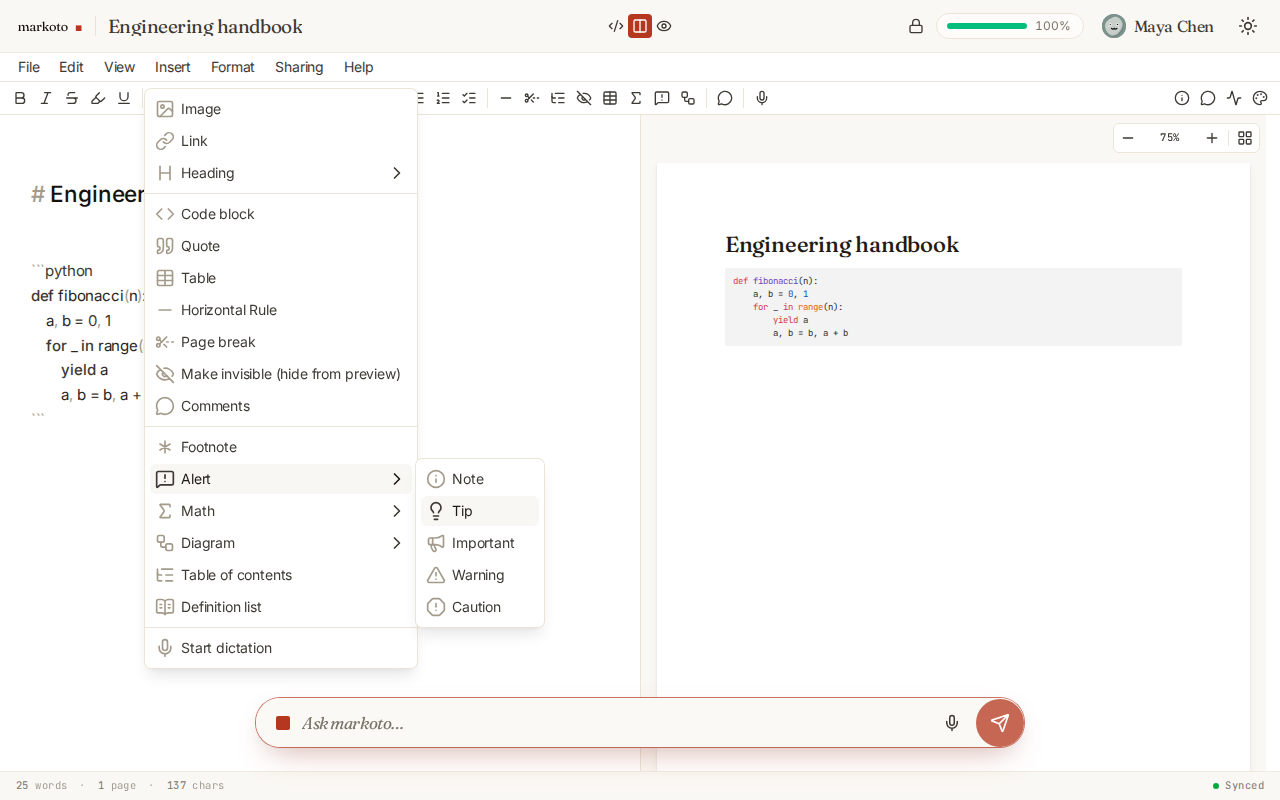 markoto
Engineering handbook
100%
Maya Chen
File Edit View Insert Format Sharing Help
75%
Image
Link
Heading
Code block
Quote
Table
Horizontal Rule
Page break
Make invisible (hide from preview)
Comments
Footnote
Alert
Math
Diagram
Table of contents
Definition list
Start dictation
Note
Tip
Important
Warning
Caution
# Engineer
```python
def fibonacci(n):
a, b = 0, 1
for _ in range(
yield a
a, b = b, a +
```
Engineering handbook
def fibonacci(n):
a, b = 0, 1
for _ in range(n):
yield a
a, b = b, a + b
Ask markoto...
25 words · 1 page · 137 chars
Synced